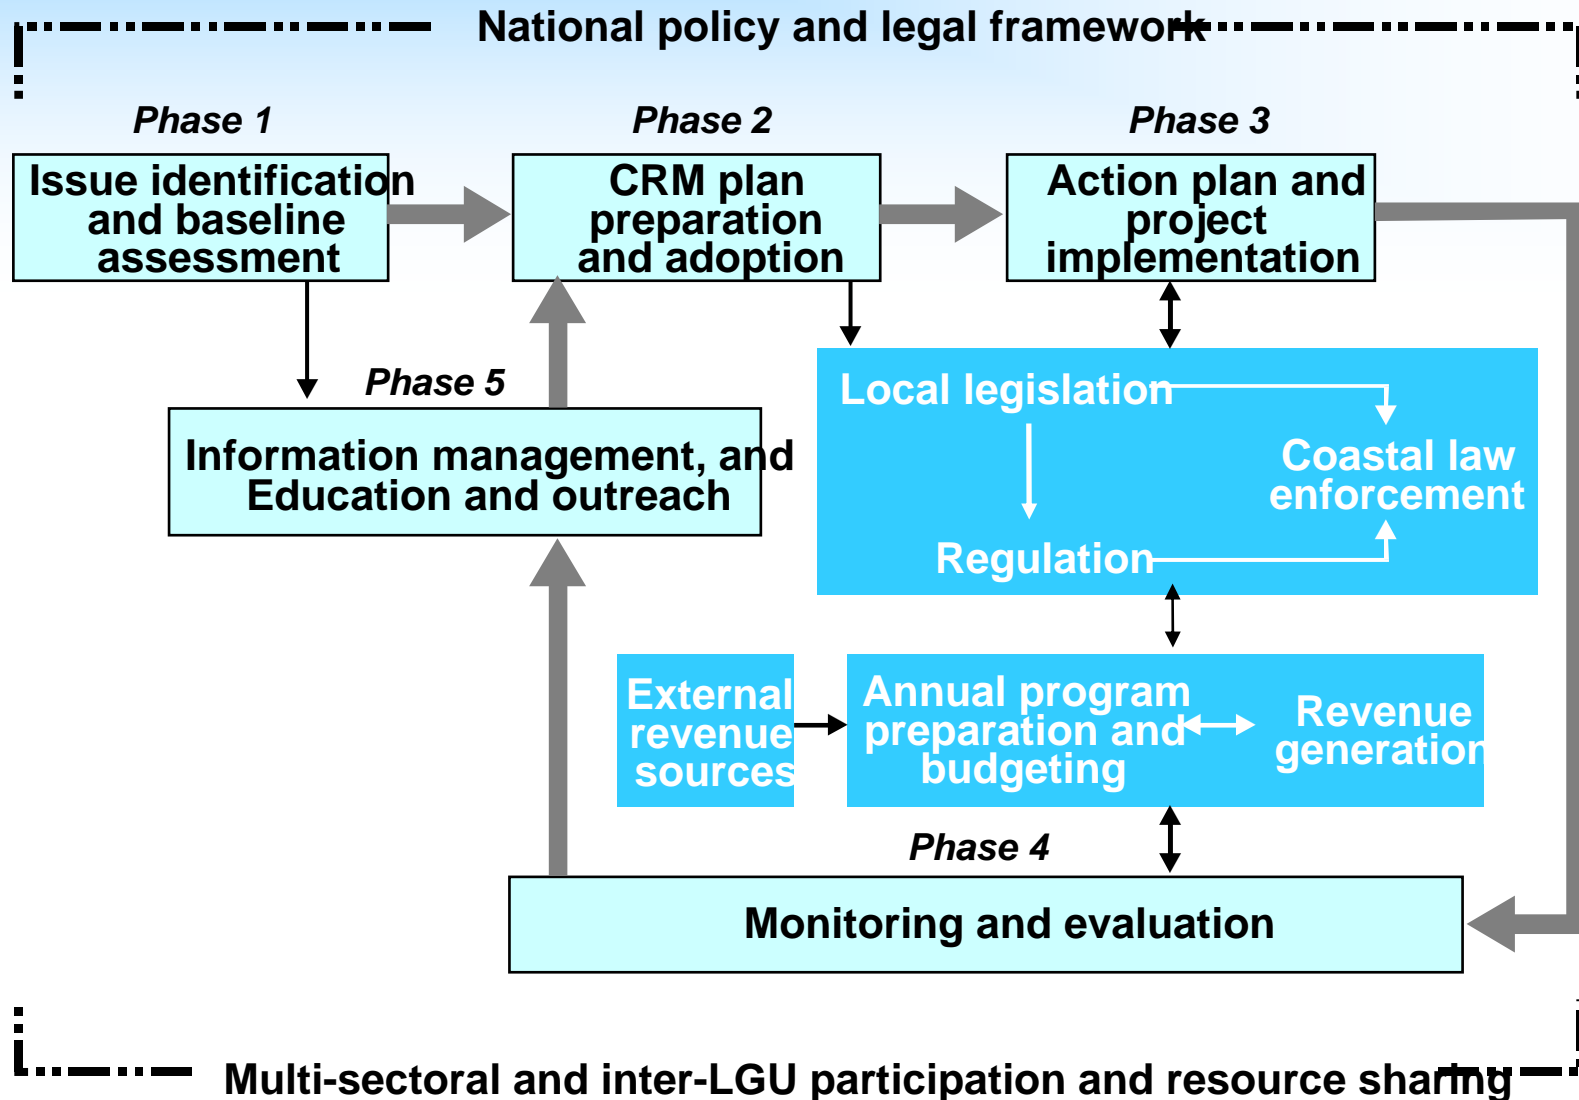 National policy and legal framework
Phase 1
Phase 2
Phase 3
Issue identification
and baseline
assessment
CRM plan
preparation
and adoption
Action plan and
project
implementation
Phase 5
Information management, and
Education and outreach
Local legislation
Coastal law
enforcement
Regulation
External
revenue
sources
Annual program
preparation and
budgeting
Revenue
generation
Phase 4
Monitoring and evaluation
Multi-sectoral and inter-LGU participation and resource sharing